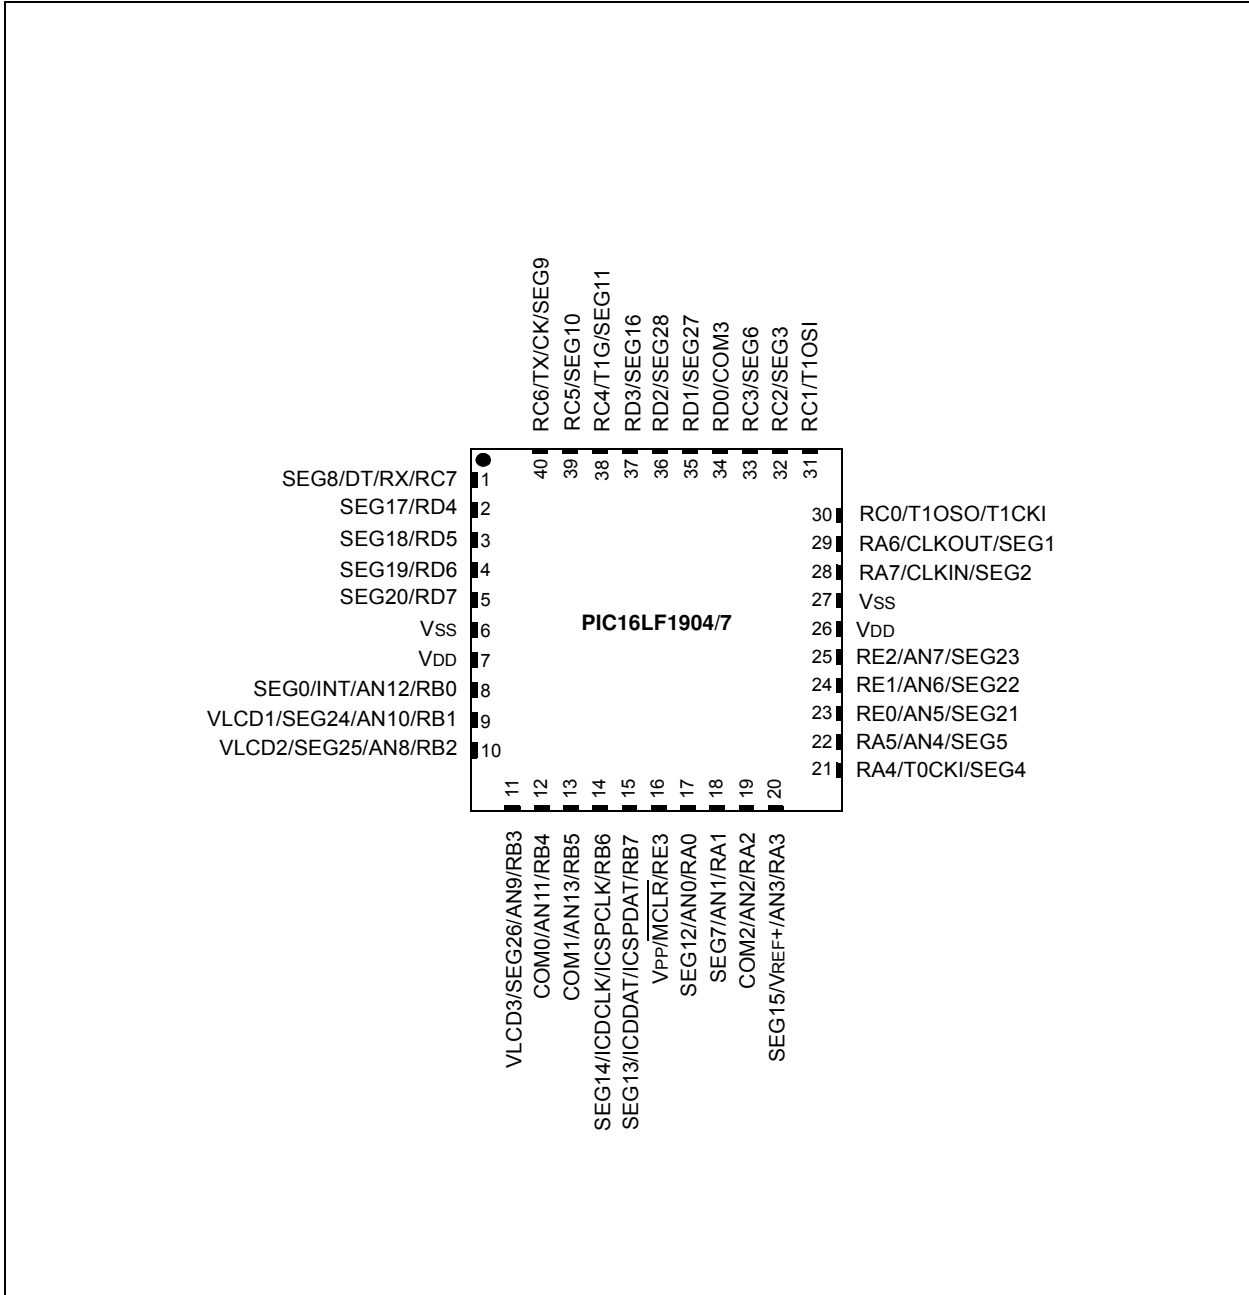 RC6/TX/CK/SEG9
RC5/SEG10
RC4/T1G/SEG11
RD3/SEG16
RD2/SEG28
RD1/SEG27
RD0/COM3
RC3/SEG6
RC2/SEG3
RC1/T1OSI
40
39
38
37
36
35
34
33
32
31
SEG8/DT/RX/RC7 1
SEG17/RD4 2
SEG18/RD5 3
SEG19/RD6 4
SEG20/RD7 5
VSS 6
VDD 7
SEG0/INT/AN12/RB0 8
VLCD1/SEG24/AN10/RB1 9
VLCD2/SEG25/AN8/RB2 10
PIC16LF1904/7
30 RC0/T1OSO/T1CKI
29 RA6/CLKOUT/SEG1
28 RA7/CLKIN/SEG2
27 VSS
26 VDD
25 RE2/AN7/SEG23
24 RE1/AN6/SEG22
23 RE0/AN5/SEG21
22 RA5/AN4/SEG5
21 RA4/T0CKI/SEG4
11
12
13
14
15
16
17
18
19
20
VLCD3/SEG26/AN9/RB3
COM0/AN11/RB4
COM1/AN13/RB5
SEG14/ICDCLK/ICSPCLK/RB6
SEG13/ICDDAT/ICSPDAT/RB7
VPP/MCLR/RE3
SEG12/AN0/RA0
SEG7/AN1/RA1
COM2/AN2/RA2
SEG15/VREF+/AN3/RA3